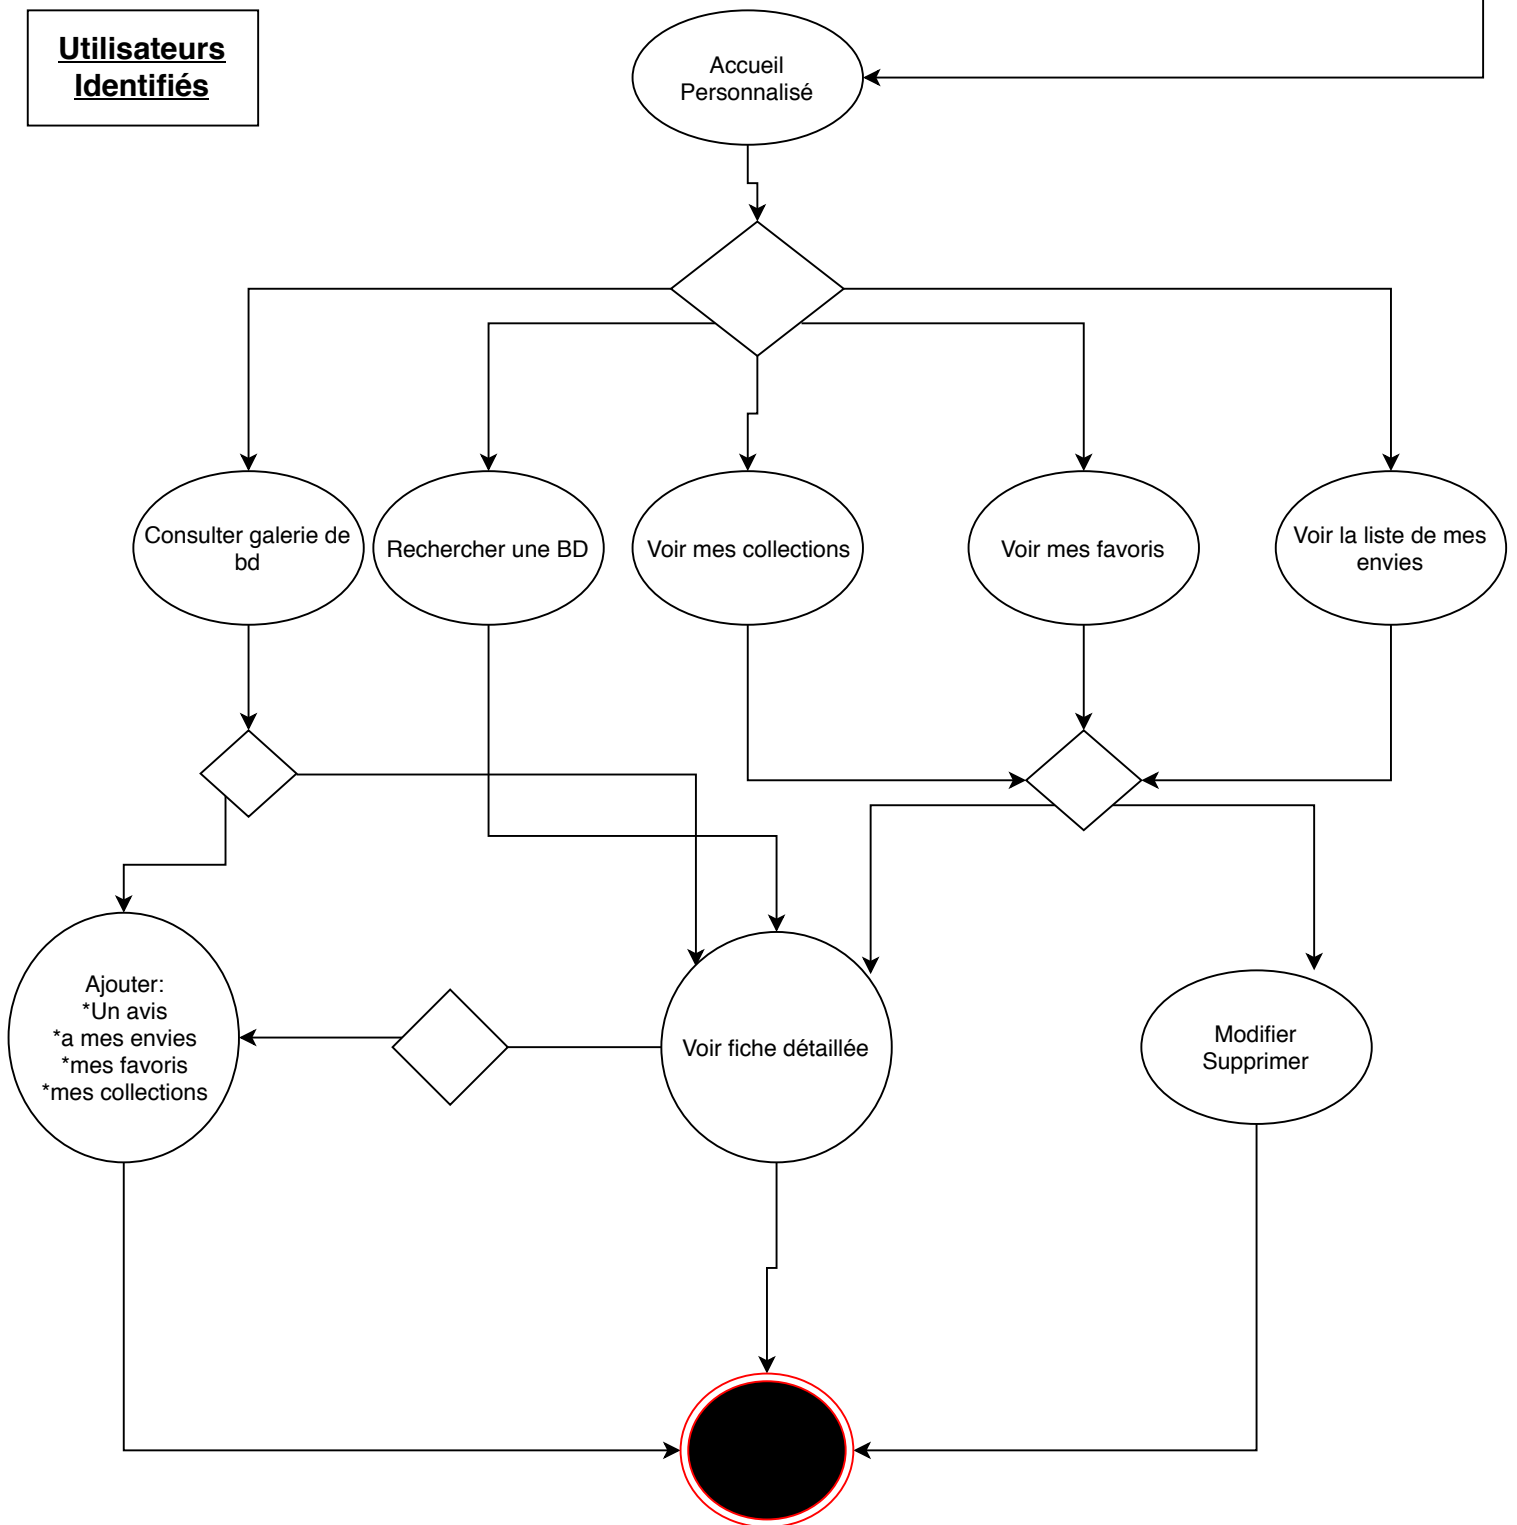 Utilisateurs
Identifiés
Accueil
Personnalisé
Consulter galerie de
bd
Rechercher une BD
Voir mes collections
Voir mes favoris
Voir la liste de mes
envies
Ajouter:
*Un avis
*a mes envies
*mes favoris
*mes collections
Voir fiche détaillée
Modifier
Supprimer